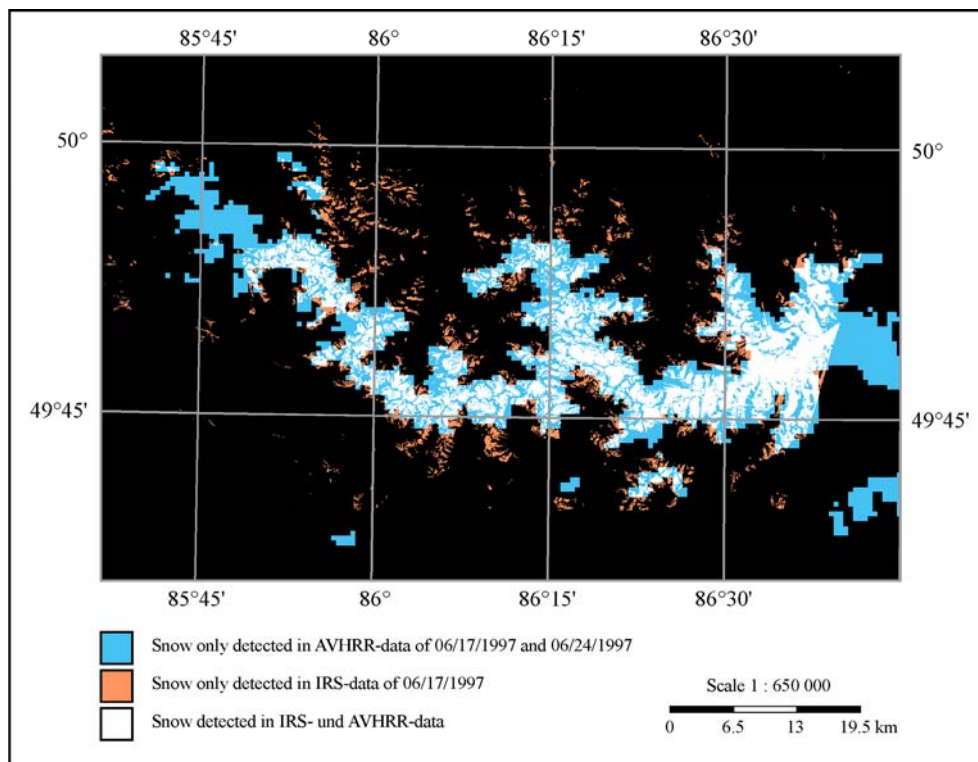 85°45' 86° 86°15' 86°30'
50° 50°
49°45' 49°45'
85°45' 86° 86°15' 86°30'
Snow only detected in AVHRR-data of 06/17/1997 and 06/24/1997
Snow only detected in IRS-data of 06/17/1997
Snow detected in IRS- und AVHRR-data
Scale 1 : 650 000
0 6.5 13 19.5 km